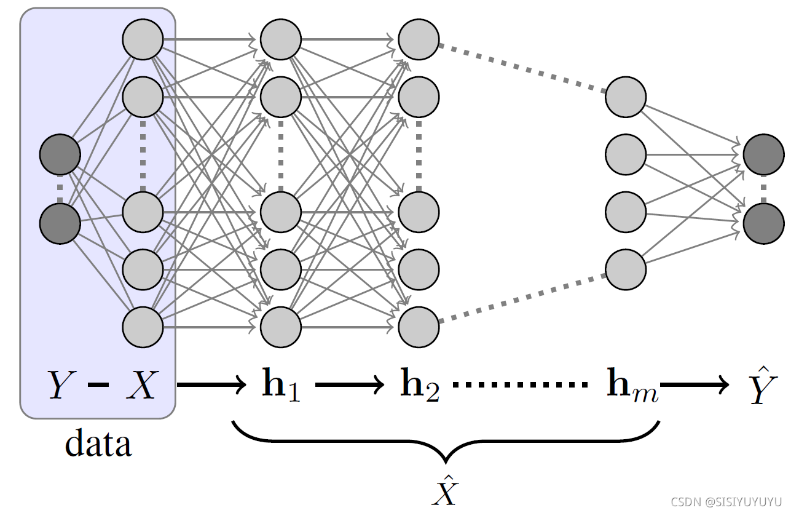 Y – X → h₁ → h₂ ⋯⋯ hₘ → Ŷ
data
X̂
CSDN @SISIYUYUYU